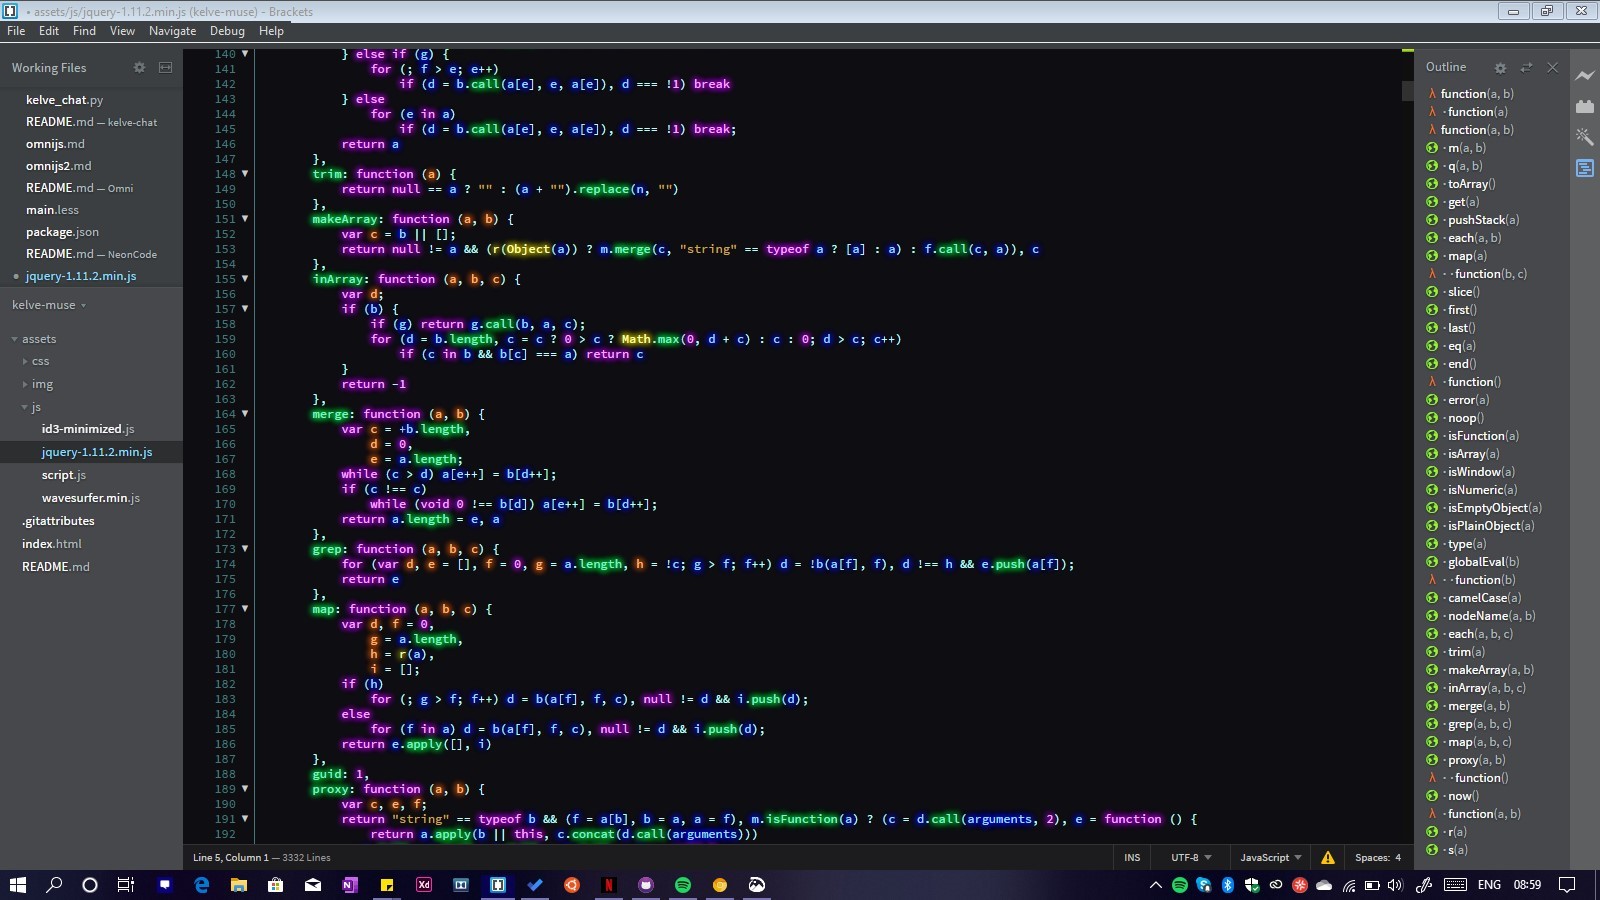 • assets/js/jquery-1.11.2.min.js (kelve-muse) - Brackets
File Edit Find View Navigate Debug Help
Working Files
kelve_chat.py
README.md — kelve-chat
omnijs.md
omnijs2.md
README.md — Omni
main.less
package.json
README.md — NeonCode
jquery-1.11.2.min.js
kelve-muse
assets
css
img
js
id3-minimized.js
jquery-1.11.2.min.js
script.js
wavesurfer.min.js
.gitattributes
index.html
README.md
140 } else if (g) {
141 for (; f > e; e++)
142 if (d = b.call(a[e], e, a[e]), d === !1) break
143 } else
144 for (e in a)
145 if (d = b.call(a[e], e, a[e]), d === !1) break;
146 return a
147 },
148 trim: function (a) {
149 return null == a ? "" : (a + "").replace(n, "")
150 },
151 makeArray: function (a, b) {
152 var c = b || [];
153 return null != a && (r(Object(a)) ? m.merge(c, "string" == typeof a ? [a] : a) : f.call(c, a)), c
154 },
155 inArray: function (a, b, c) {
156 var d;
157 if (b) {
158 if (g) return g.call(b, a, c);
159 for (d = b.length, c = c ? 0 > c ? Math.max(0, d + c) : c : 0; d > c; c++)
160 if (c in b && b[c] === a) return c
161 }
162 return -1
163 },
164 merge: function (a, b) {
165 var c = +b.length,
166 d = 0,
167 e = a.length;
168 while (c > d) a[e++] = b[d++];
169 if (c !== c)
170 while (void 0 !== b[d]) a[e++] = b[d++];
171 return a.length = e, a
172 },
173 grep: function (a, b, c) {
174 for (var d, e = [], f = 0, g = a.length, h = !c; g > f; f++) d = !b(a[f], f), d !== h && e.push(a[f]);
175 return e
176 },
177 map: function (a, b, c) {
178 var d, f = 0,
179 g = a.length,
180 h = r(a),
181 i = [];
182 if (h)
183 for (; g > f; f++) d = b(a[f], f, c), null != d && i.push(d);
184 else
185 for (f in a) d = b(a[f], f, c), null != d && i.push(d);
186 return e.apply([], i)
187 },
188 guid: 1,
189 proxy: function (a, b) {
190 var c, e, f;
191 return "string" == typeof b && (f = a[b], b = a, a = f), m.isFunction(a) ? (c = d.call(arguments, 2), e = function () {
192 return a.apply(b || this, c.concat(d.call(arguments)))
Outline
λ function(a, b)
· function(a)
λ function(a, b)
· m(a, b)
· q(a, b)
· toArray()
· get(a)
· pushStack(a)
· each(a, b)
· map(a)
λ · · function(b, c)
· slice()
· first()
· last()
· eq(a)
· end()
λ · function()
· error(a)
· noop()
· isFunction(a)
· isArray(a)
· isWindow(a)
· isNumeric(a)
· isEmptyObject(a)
· isPlainObject(a)
· type(a)
· globalEval(b)
λ · · function(b)
· camelCase(a)
· nodeName(a, b)
· each(a, b, c)
· trim(a)
· makeArray(a, b)
· inArray(a, b, c)
· merge(a, b)
· grep(a, b, c)
· map(a, b, c)
· proxy(a, b)
λ · · function()
· now()
λ · function(a, b)
· r(a)
· s(a)
Line 5, Column 1 — 3332 Lines
INS UTF-8 JavaScript Spaces: 4
ENG 08:59